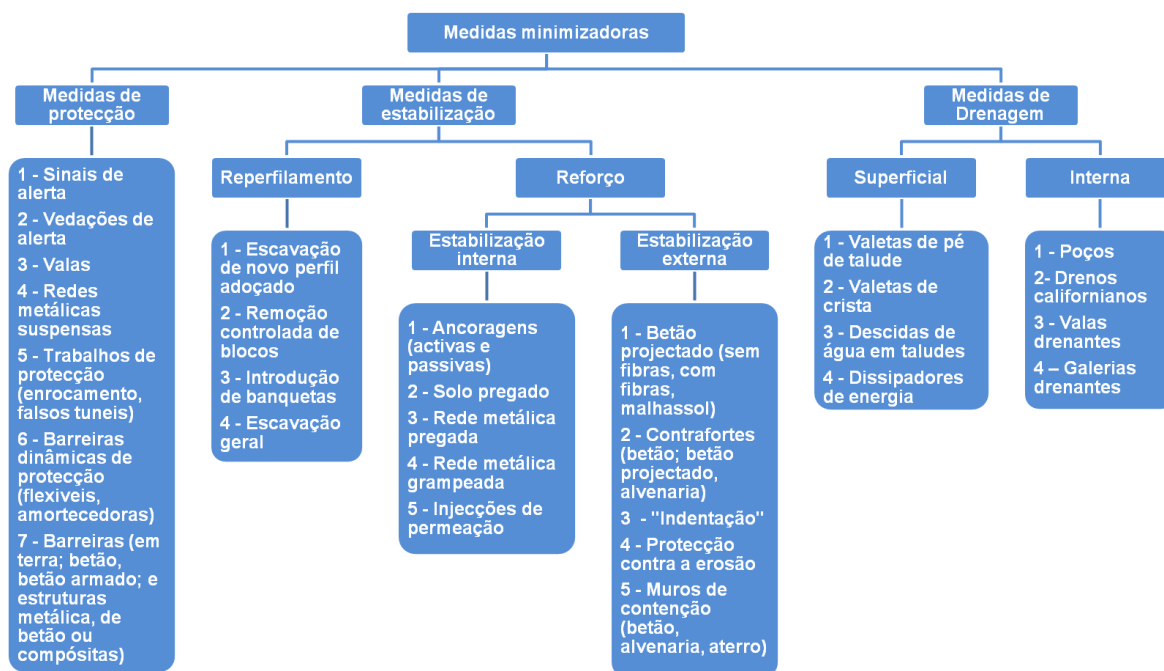 Medidas minimizadoras
Medidas de
protecção
Medidas de
estabilização
Medidas de
Drenagem
Reperfilamento
Reforço
Superficial
Interna
Estabilização
interna
Estabilização
externa
1 - Sinais de
alerta
2 - Vedações de
alerta
3 - Valas
4 - Redes
metálicas
suspensas
5 - Trabalhos de
protecção
(enrocamento,
falsos tuneis)
6 - Barreiras
dinâmicas de
protecção
(flexiveis,
amortecedoras)
7 - Barreiras (em
terra; betão,
betão armado; e
estruturas
metálica, de
betão ou
compósitas)
1 - Escavação
de novo perfil
adoçado
2 - Remoção
controlada de
blocos
3 - Introdução
de banquetas
4 - Escavação
geral
1 - Ancoragens
(activas e
passivas)
2 - Solo pregado
3 - Rede metálica
pregada
4 - Rede metálica
grampeada
5 - Injecções de
permeação
1 - Betão
projectado (sem
fibras, com
fibras,
malhassol)
2 - Contrafortes
(betão; betão
projectado,
alvenaria)
3 - "Indentação"
4 - Protecção
contra a erosão
5 - Muros de
contenção
(betão,
alvenaria, aterro)
1 - Valetas de pé
de talude
2 - Valetas de
crista
3 - Descidas de
água em taludes
4 - Dissipadores
de energia
1 - Poços
2- Drenos
californianos
3 - Valas
drenantes
4 – Galerias
drenantes